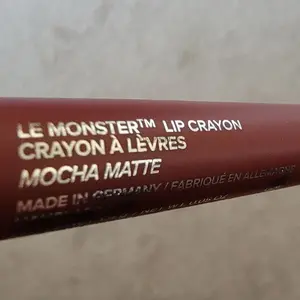 LE MONSTER™ LIP CRAYON
CRAYON À LÈVRES
MOCHA MATTE
MADE IN GERMANY / FABRIQUÉ EN ALLEMAGNE